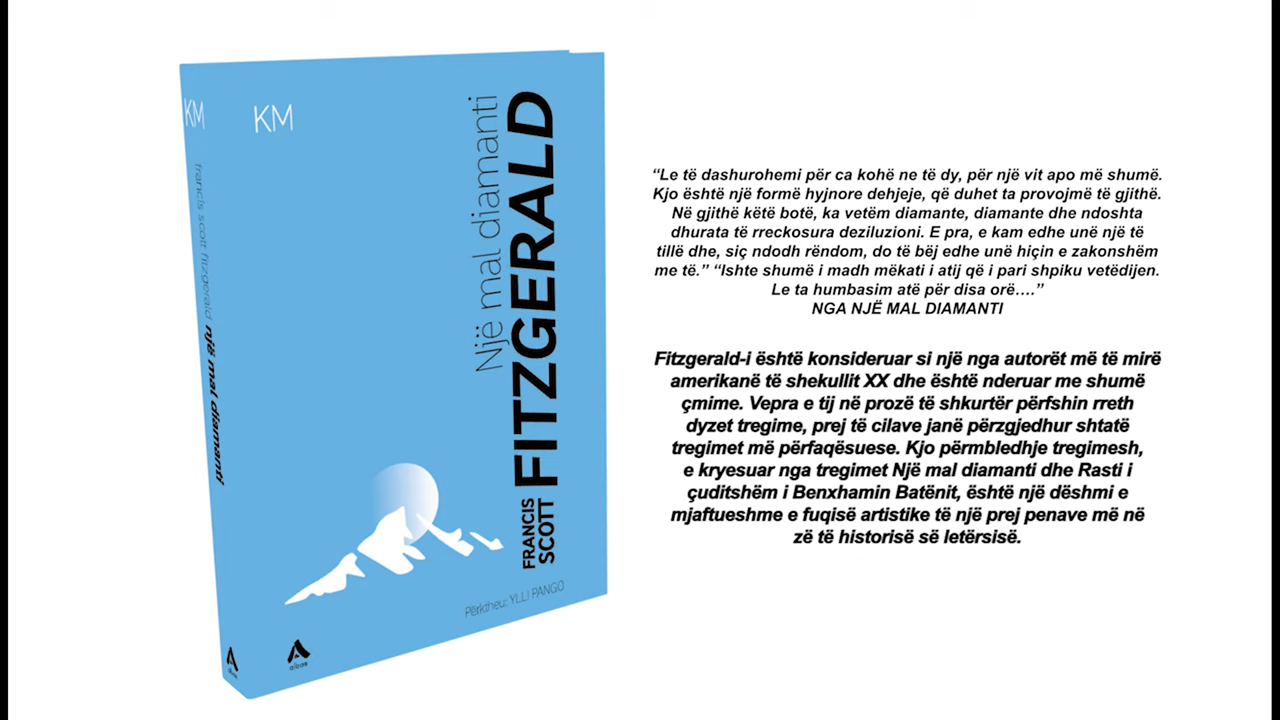 KM
francis scott fitzgerald një mal diamanti
albas
KM
Një mal diamanti
FRANCIS
SCOTT
FITZGERALD
Përktheu: YLLI PANGO
albas
“Le të dashurohemi për ca kohë ne të dy, për një vit apo më shumë.
Kjo është një formë hyjnore dehjeje, që duhet ta provojmë të gjithë.
Në gjithë këtë botë, ka vetëm diamante, diamante dhe ndoshta
dhurata të rreckosura deziluzioni. E pra, e kam edhe unë një të
tillë dhe, siç ndodh rëndom, do të bëj edhe unë hiçin e zakonshëm
me të.” “Ishte shumë i madh mëkati i atij që i pari shpiku vetëdijen.
Le ta humbasim atë për disa orë....”
NGA NJË MAL DIAMANTI
Fitzgerald-i është konsideruar si një nga autorët më të mirë
amerikanë të shekullit XX dhe është nderuar me shumë
çmime. Vepra e tij në prozë të shkurtër përfshin rreth
dyzet tregime, prej të cilave janë përzgjedhur shtatë
tregimet më përfaqësuese. Kjo përmbledhje tregimesh,
e kryesuar nga tregimet Një mal diamanti dhe Rasti i
çuditshëm i Benxhamin Batënit, është një dëshmi e
mjaftueshme e fuqisë artistike të një prej penave më në
zë të historisë së letërsisë.